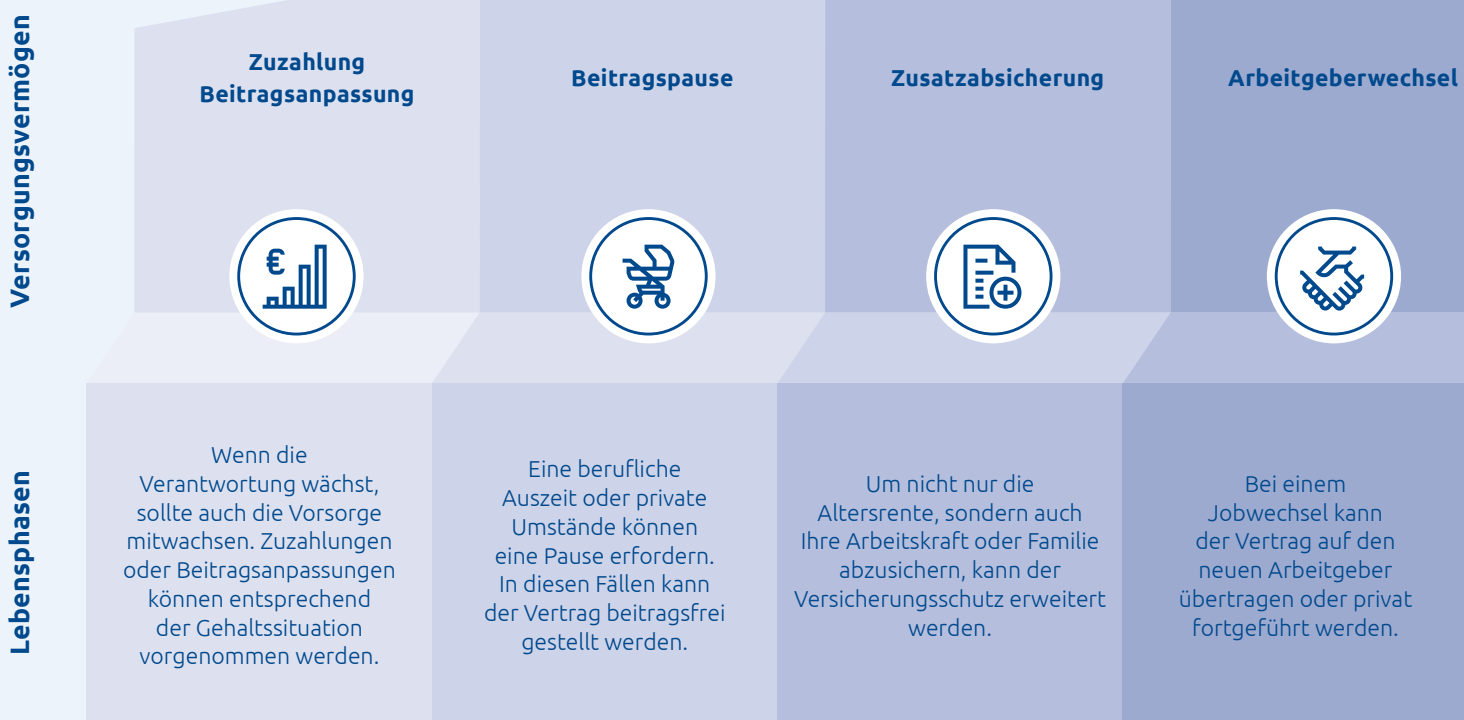 Versorgungsvermögen
Zuzahlung
Beitragsanpassung
Beitragspause
Zusatzabsicherung
Arbeitgeberwechsel
€
Lebensphasen
Wenn die
Verantwortung wächst,
sollte auch die Vorsorge
mitwachsen. Zuzahlungen
oder Beitragsanpassungen
können entsprechend
der Gehaltssituation
vorgenommen werden.
Eine berufliche
Auszeit oder private
Umstände können
eine Pause erfordern.
In diesen Fällen kann
der Vertrag beitragsfrei
gestellt werden.
Um nicht nur die
Altersrente, sondern auch
Ihre Arbeitskraft oder Familie
abzusichern, kann der
Versicherungsschutz erweitert
werden.
Bei einem
Jobwechsel kann
der Vertrag auf den
neuen Arbeitgeber
übertragen oder privat
fortgeführt werden.